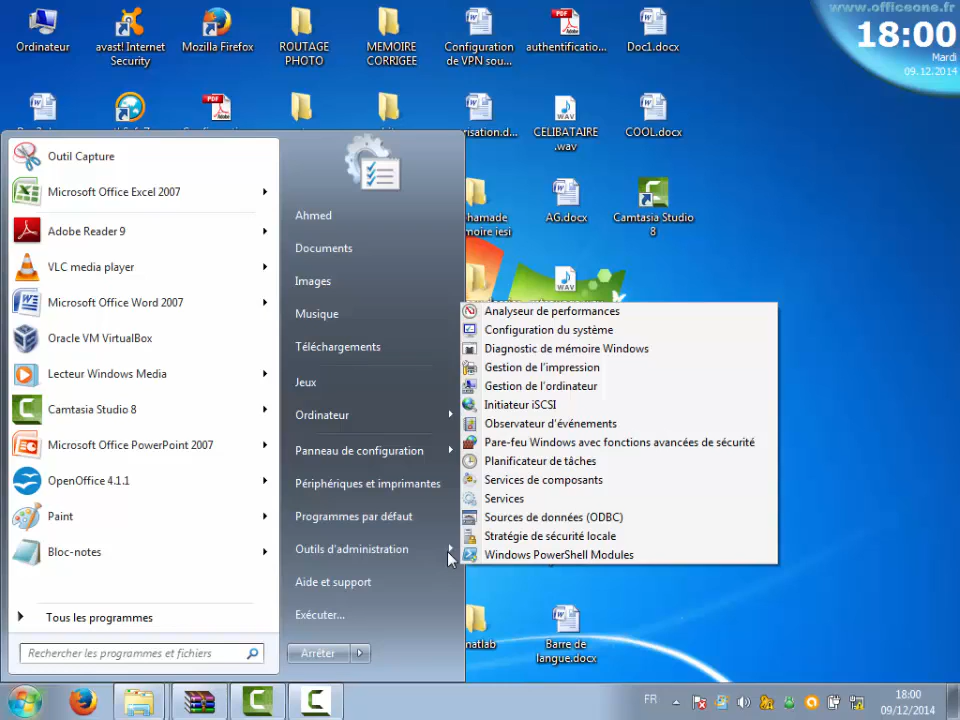 www.officeone.fr
18:00
Mardi
09.12.2014
Ordinateur
avast! Internet
Security
Mozilla Firefox
ROUTAGE
PHOTO
MEMOIRE
CORRIGEE
Configuration
de VPN sou...
authentificatio...
Doc1.docx
CELIBATAIRE
.wav
COOL.docx
AG.docx
Camtasia Studio
8
Outil Capture
Microsoft Office Excel 2007
Adobe Reader 9
VLC media player
Microsoft Office Word 2007
Oracle VM VirtualBox
Lecteur Windows Media
Camtasia Studio 8
Microsoft Office PowerPoint 2007
OpenOffice 4.1.1
Paint
Bloc-notes
Tous les programmes
Rechercher les programmes et fichiers
Ahmed
Documents
Images
Musique
Téléchargements
Jeux
Ordinateur
Panneau de configuration
Périphériques et imprimantes
Programmes par défaut
Outils d'administration
Aide et support
Exécuter...
Arrêter
Analyseur de performances
Configuration du système
Diagnostic de mémoire Windows
Gestion de l'impression
Gestion de l'ordinateur
Initiateur iSCSI
Observateur d'événements
Pare-feu Windows avec fonctions avancées de sécurité
Planificateur de tâches
Services de composants
Services
Sources de données (ODBC)
Stratégie de sécurité locale
Windows PowerShell Modules
Barre de
langue.docx
FR
18:00
09/12/2014